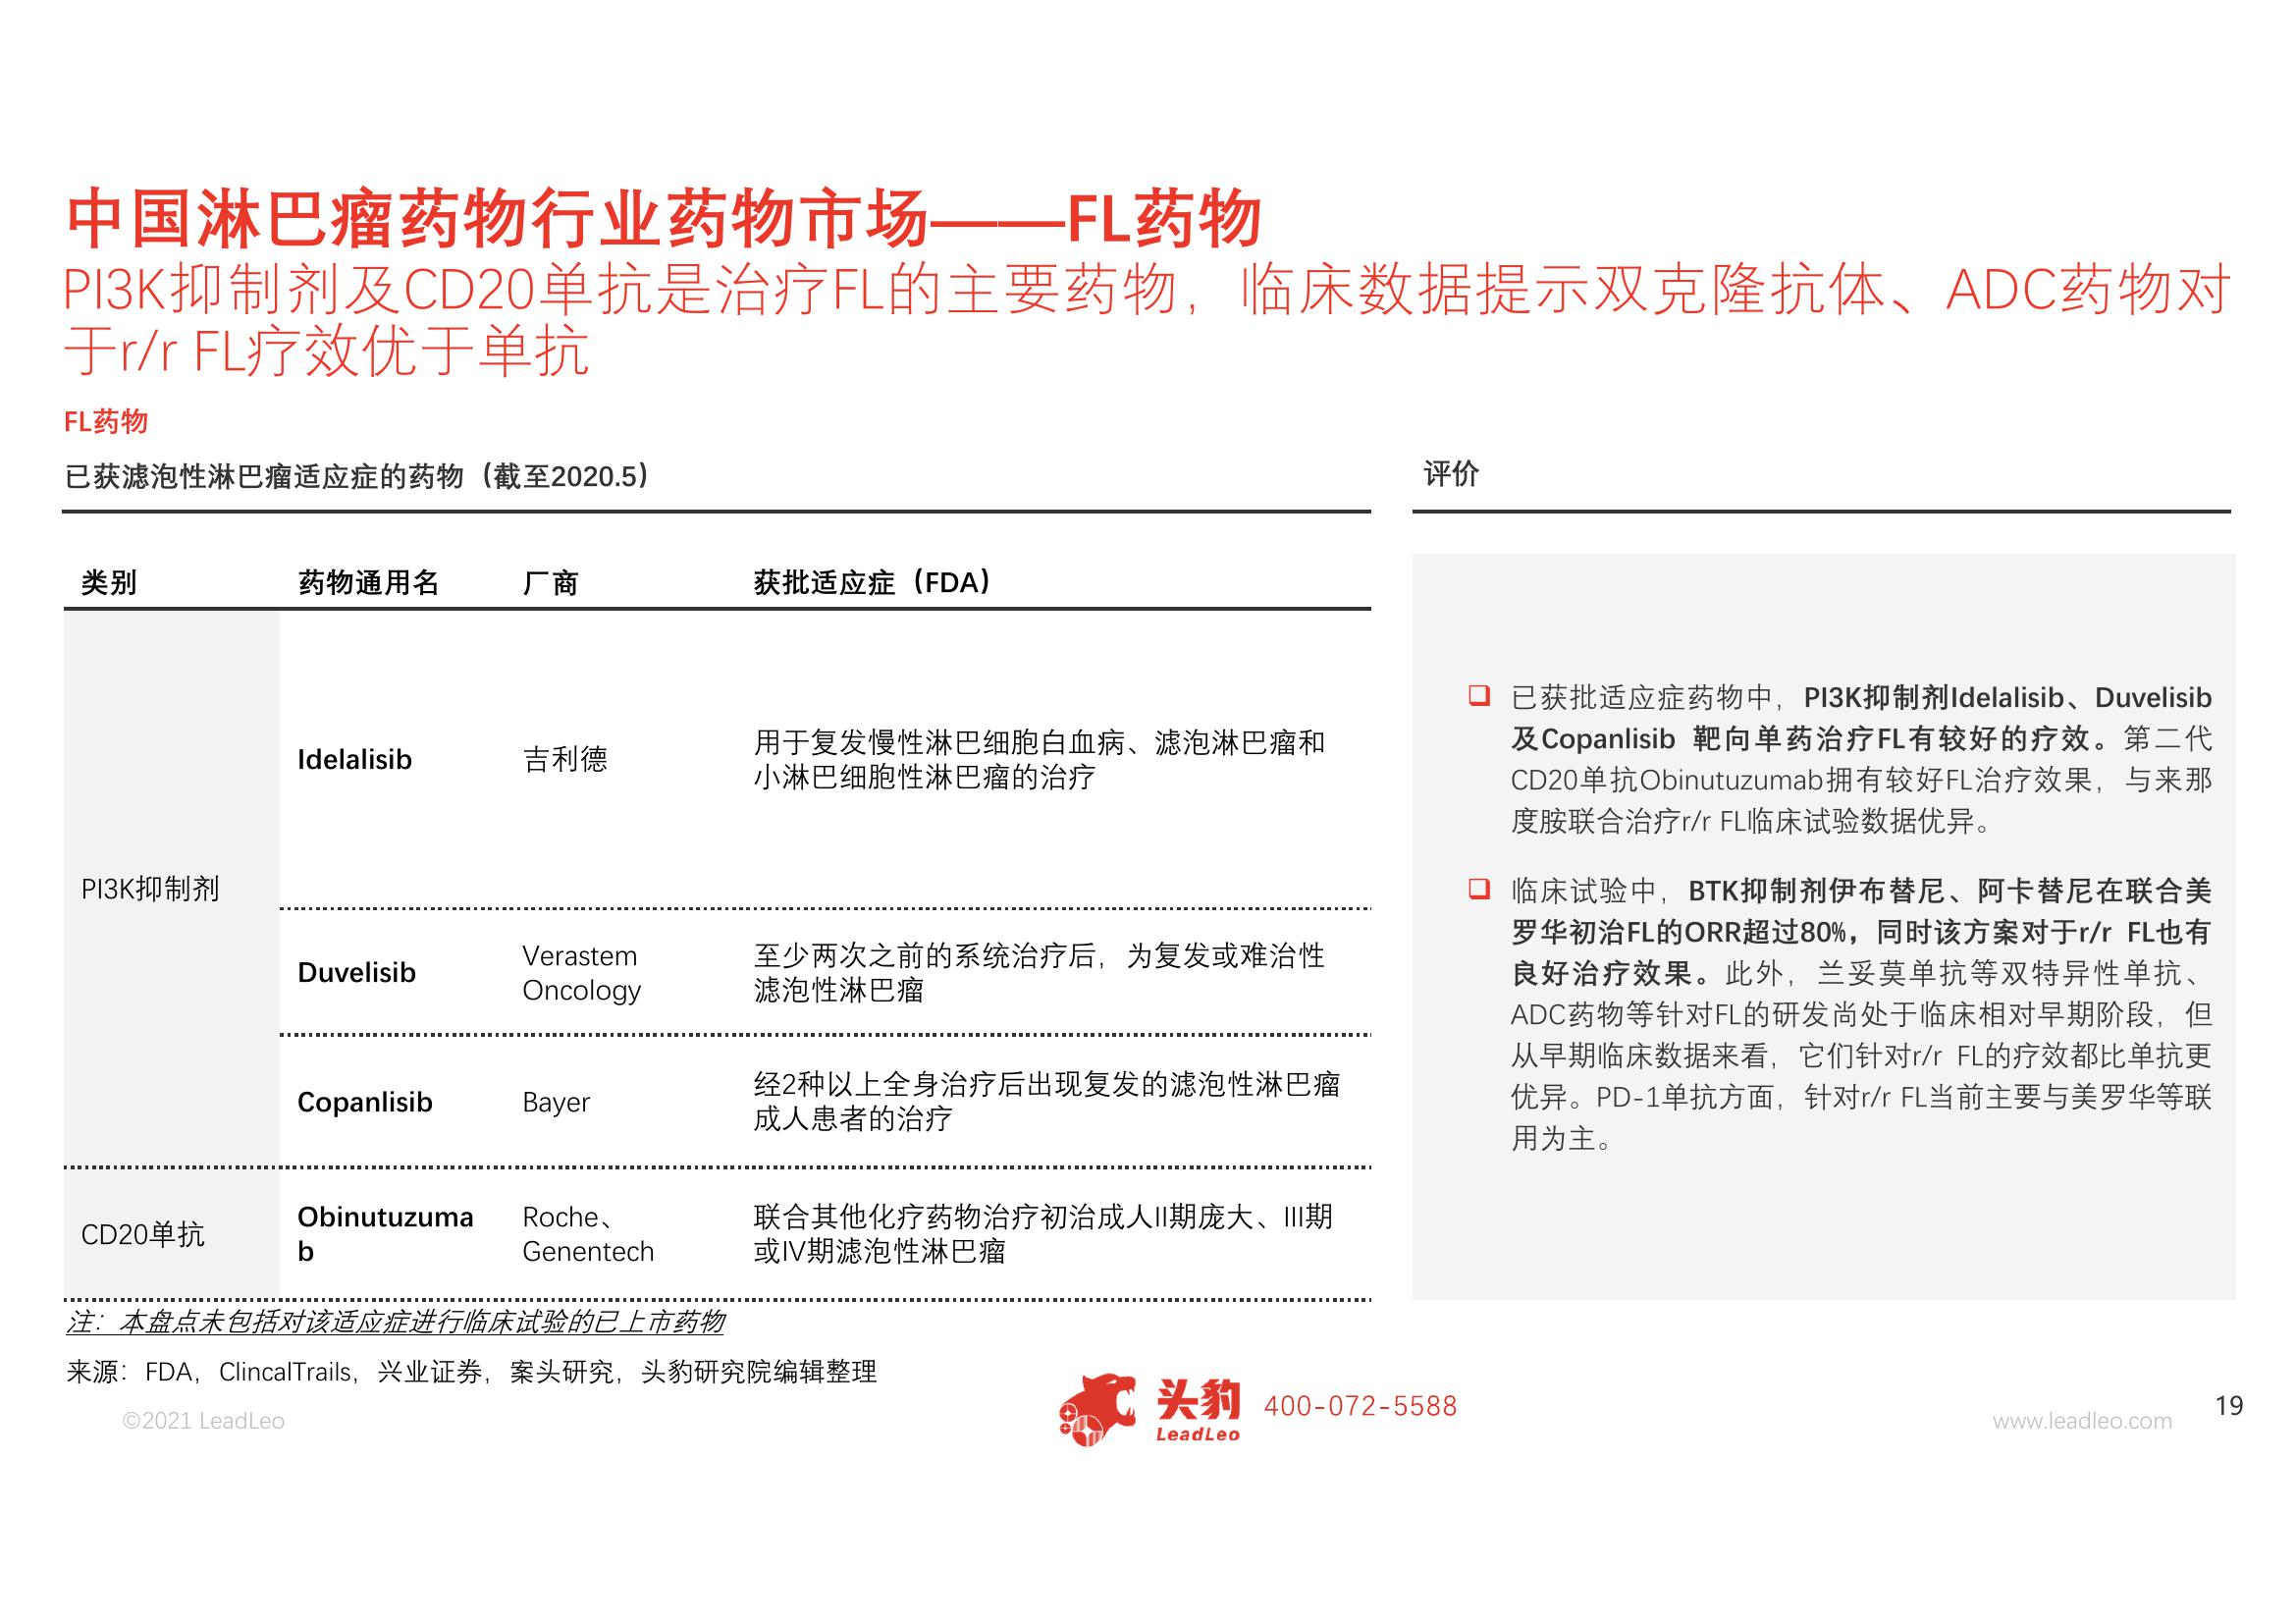 中国淋巴瘤药物行业药物市场——FL药物
PI3K抑制剂及CD20单抗是治疗FL的主要药物，临床数据提示双克隆抗体、ADC药物对
于r/r FL疗效优于单抗
FL药物
已获滤泡性淋巴瘤适应症的药物（截至2020.5）
类别 药物通用名 厂商 获批适应症（FDA）
PI3K抑制剂
Idelalisib 吉利德
用于复发慢性淋巴细胞白血病、滤泡淋巴瘤和
小淋巴细胞性淋巴瘤的治疗
Duvelisib
Verastem
Oncology
至少两次之前的系统治疗后，为复发或难治性
滤泡性淋巴瘤
Copanlisib Bayer
经2种以上全身治疗后出现复发的滤泡性淋巴瘤
成人患者的治疗
CD20单抗
Obinutuzuma
b
Roche、
Genentech
联合其他化疗药物治疗初治成人II期庞大、III期
或IV期滤泡性淋巴瘤
评价
❑ 已获批适应症药物中，PI3K抑制剂Idelalisib、Duvelisib
及Copanlisib 靶向单药治疗FL有较好的疗效。第二代
CD20单抗Obinutuzumab拥有较好FL治疗效果，与来那
度胺联合治疗r/r FL临床试验数据优异。
❑ 临床试验中，BTK抑制剂伊布替尼、阿卡替尼在联合美
罗华初治FL的ORR超过80%，同时该方案对于r/r FL也有
良好治疗效果。此外，兰妥莫单抗等双特异性单抗、
ADC药物等针对FL的研发尚处于临床相对早期阶段，但
从早期临床数据来看，它们针对r/r FL的疗效都比单抗更
优异。PD-1单抗方面，针对r/r FL当前主要与美罗华等联
用为主。
注：本盘点未包括对该适应症进行临床试验的已上市药物
来源：FDA，ClincalTrails，兴业证券，案头研究，头豹研究院编辑整理
©2021 LeadLeo
头豹
LeadLeo
400-072-5588
www.leadleo.com
19